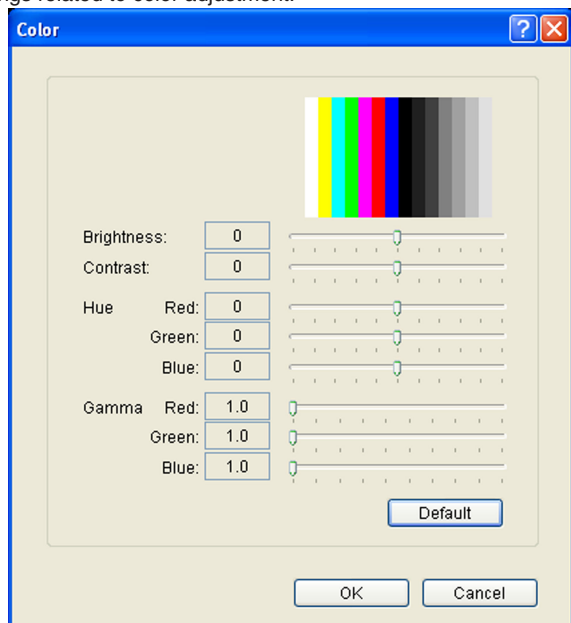 ngs related to color adjustment.
Color
Brightness: 0
Contrast: 0
Hue Red: 0
Green: 0
Blue: 0
Gamma Red: 1.0
Green: 1.0
Blue: 1.0
Default
OK Cancel